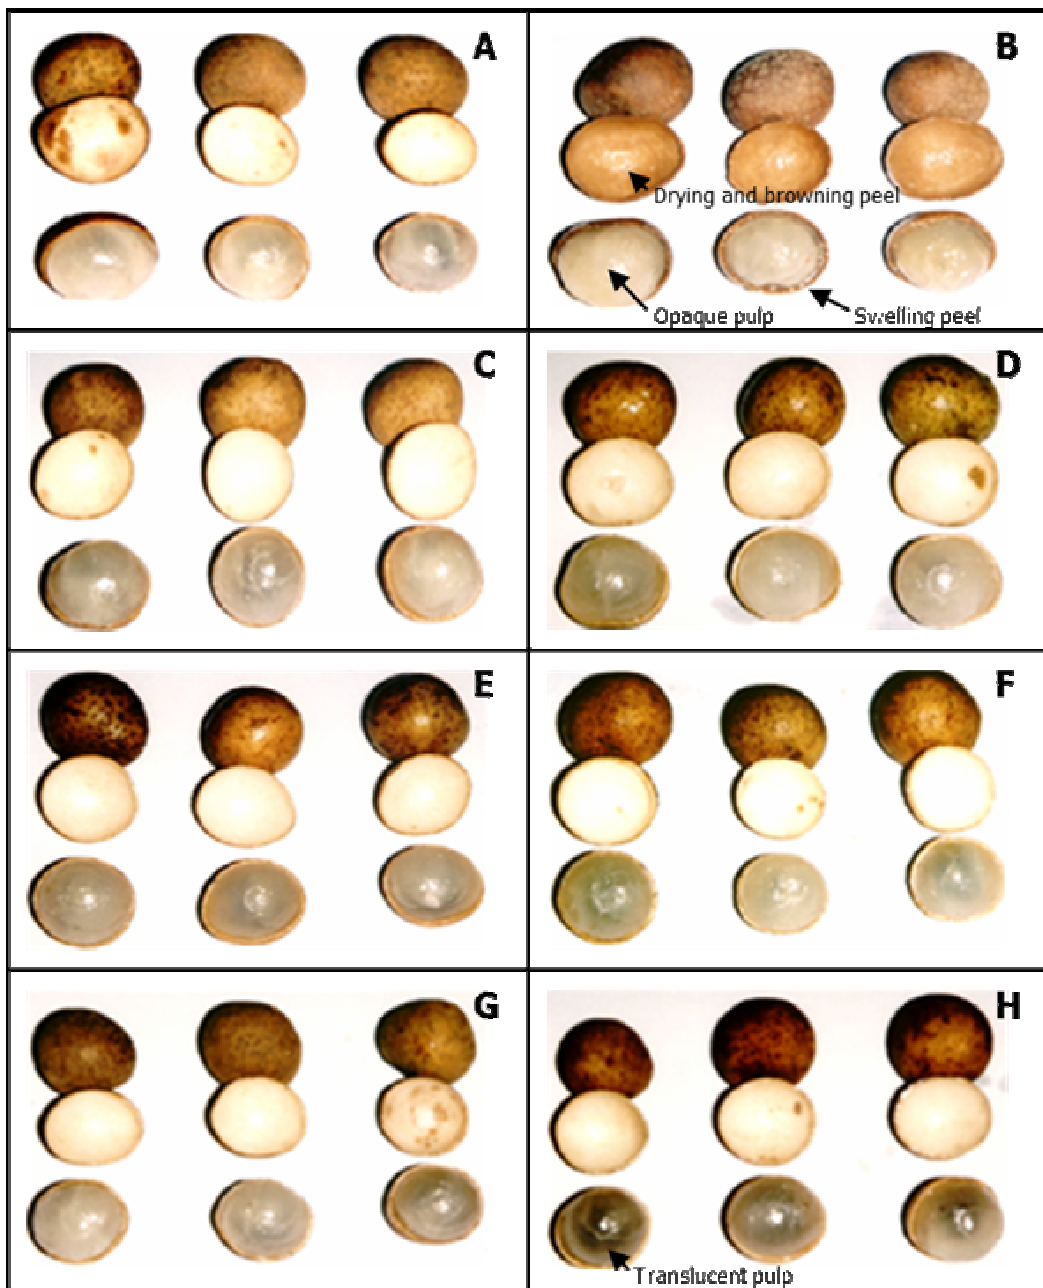 A
B
Drying and browning peel
Opaque pulp
Swelling peel
C
D
E
F
G
H
Translucent pulp